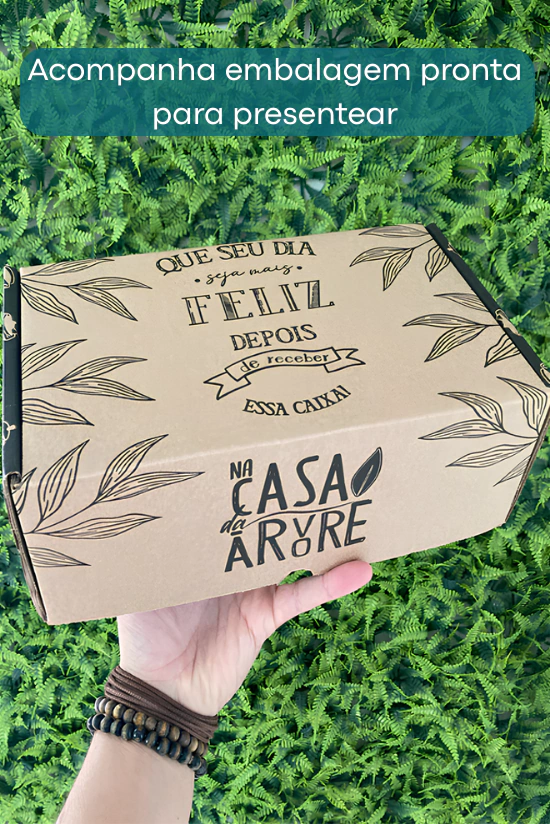 Acompanha embalagem pronta
para presentear
QUE SEU DIA
seja mais
FELIZ
DEPOIS
de receber
ESSA CAIXA!
NA
CASA
da
ARVORE